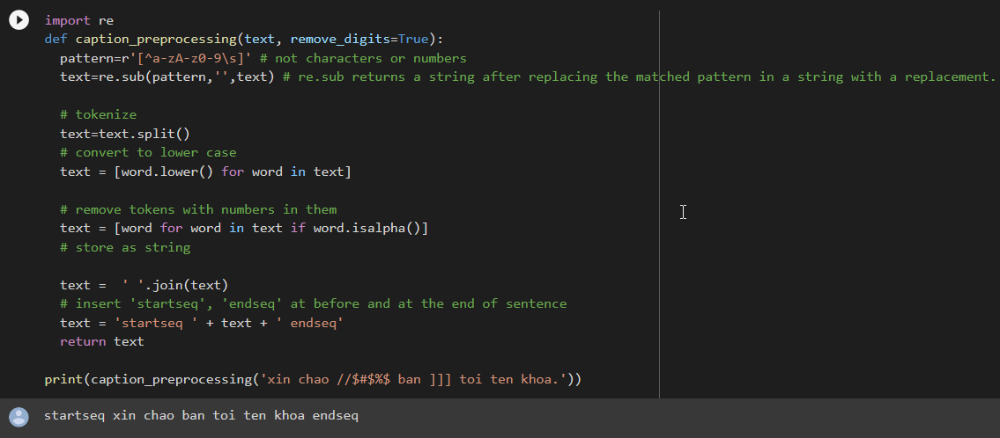 import re
def caption_preprocessing(text, remove_digits=True):
  pattern=r'[^a-zA-z0-9\s]' # not characters or numbers
  text=re.sub(pattern,'',text) # re.sub returns a string after replacing the matched pattern in a string with a replacement.

  # tokenize
  text=text.split()
  # convert to lower case
  text = [word.lower() for word in text]

  # remove tokens with numbers in them
  text = [word for word in text if word.isalpha()]
  # store as string

  text =  ' '.join(text)
  # insert 'startseq', 'endseq' at before and at the end of sentence
  text = 'startseq ' + text + ' endseq'
  return text

print(caption_preprocessing('xin chao //$#$%$ ban ]]] toi ten khoa.'))
startseq xin chao ban toi ten khoa endseq